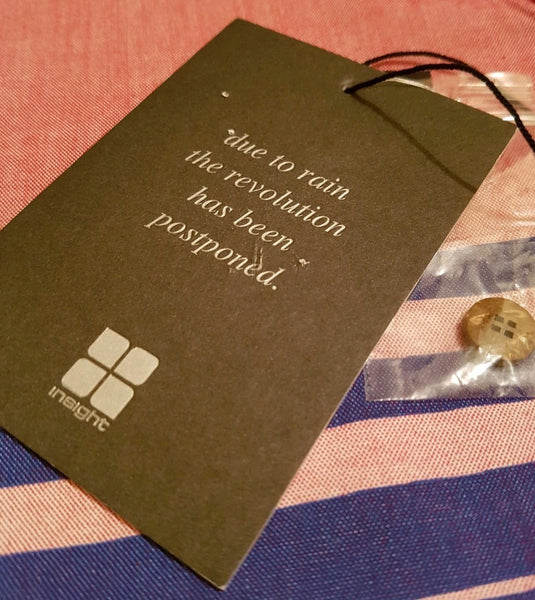 "due to rain
the revolution
has been "
postponed.
insight